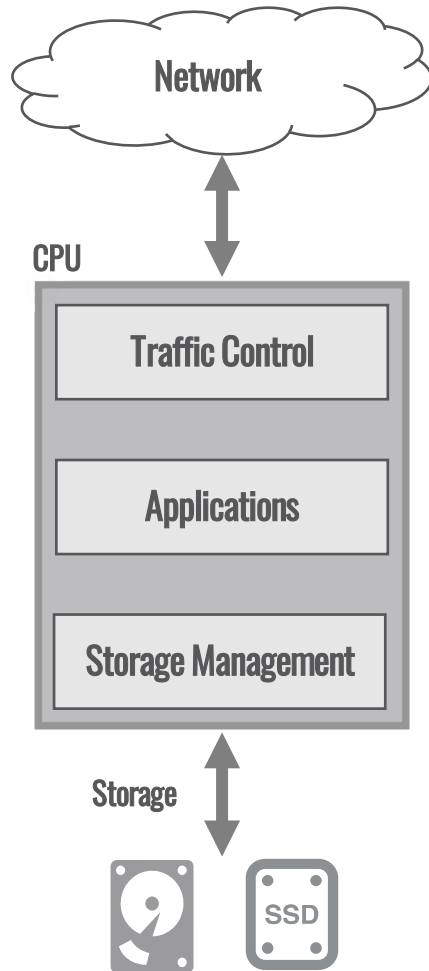 Network
CPU
Traffic Control
Applications
Storage Management
Storage
SSD